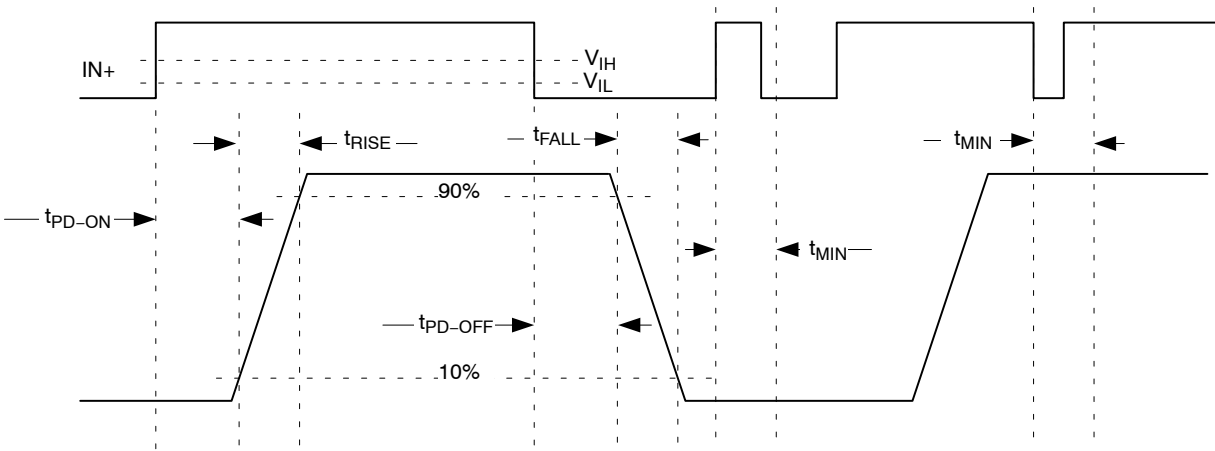 IN+
V_IH
V_IL
t_RISE
t_FALL
t_MIN
90%
t_PD−ON
t_MIN
t_PD−OFF
10%